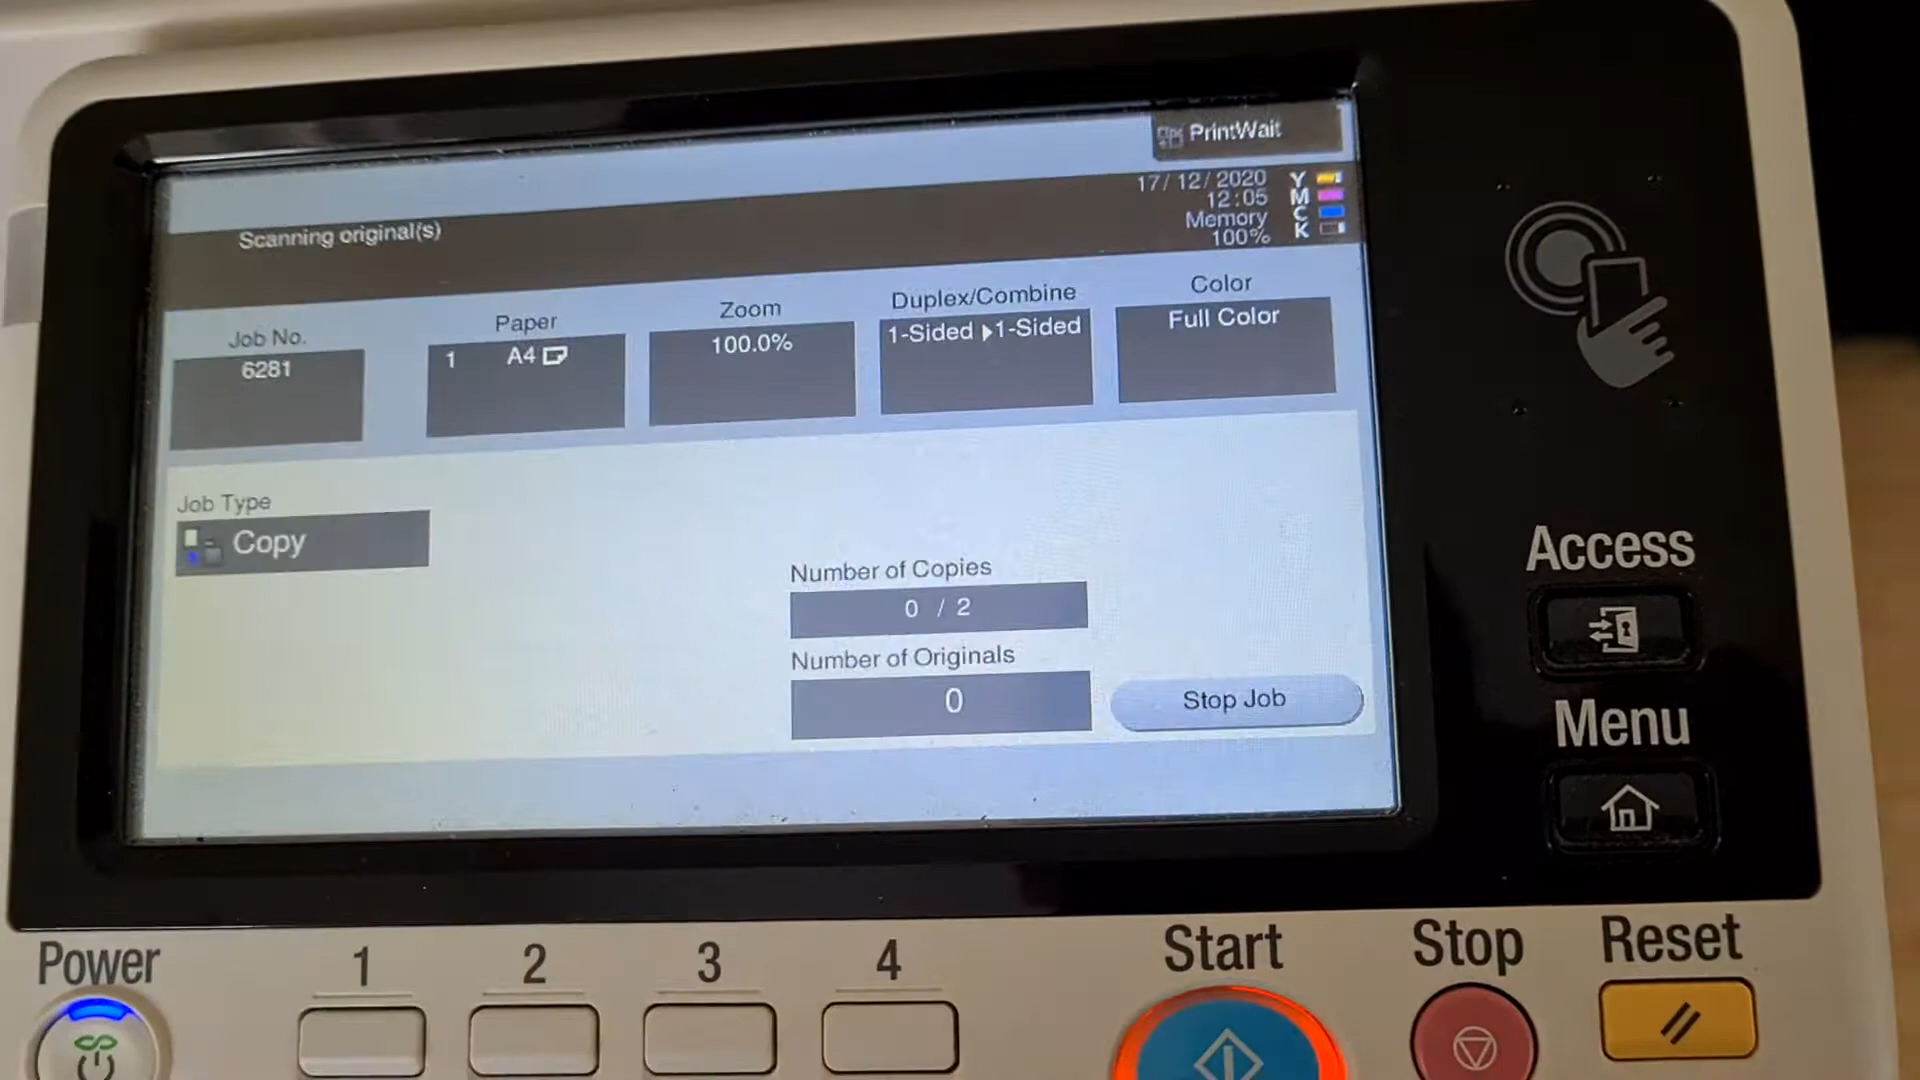 PrintWait
17/12/2020
12:05
Memory
100%
Y
M
C
K
Scanning original(s)
Job No.
6281
Paper
1 A4
Zoom
100.0%
Duplex/Combine
1-Sided ▶1-Sided
Color
Full Color
Job Type
Copy
Number of Copies
0 / 2
Number of Originals
0
Stop Job
Access
Menu
Power
1
2
3
4
Start
Stop
Reset